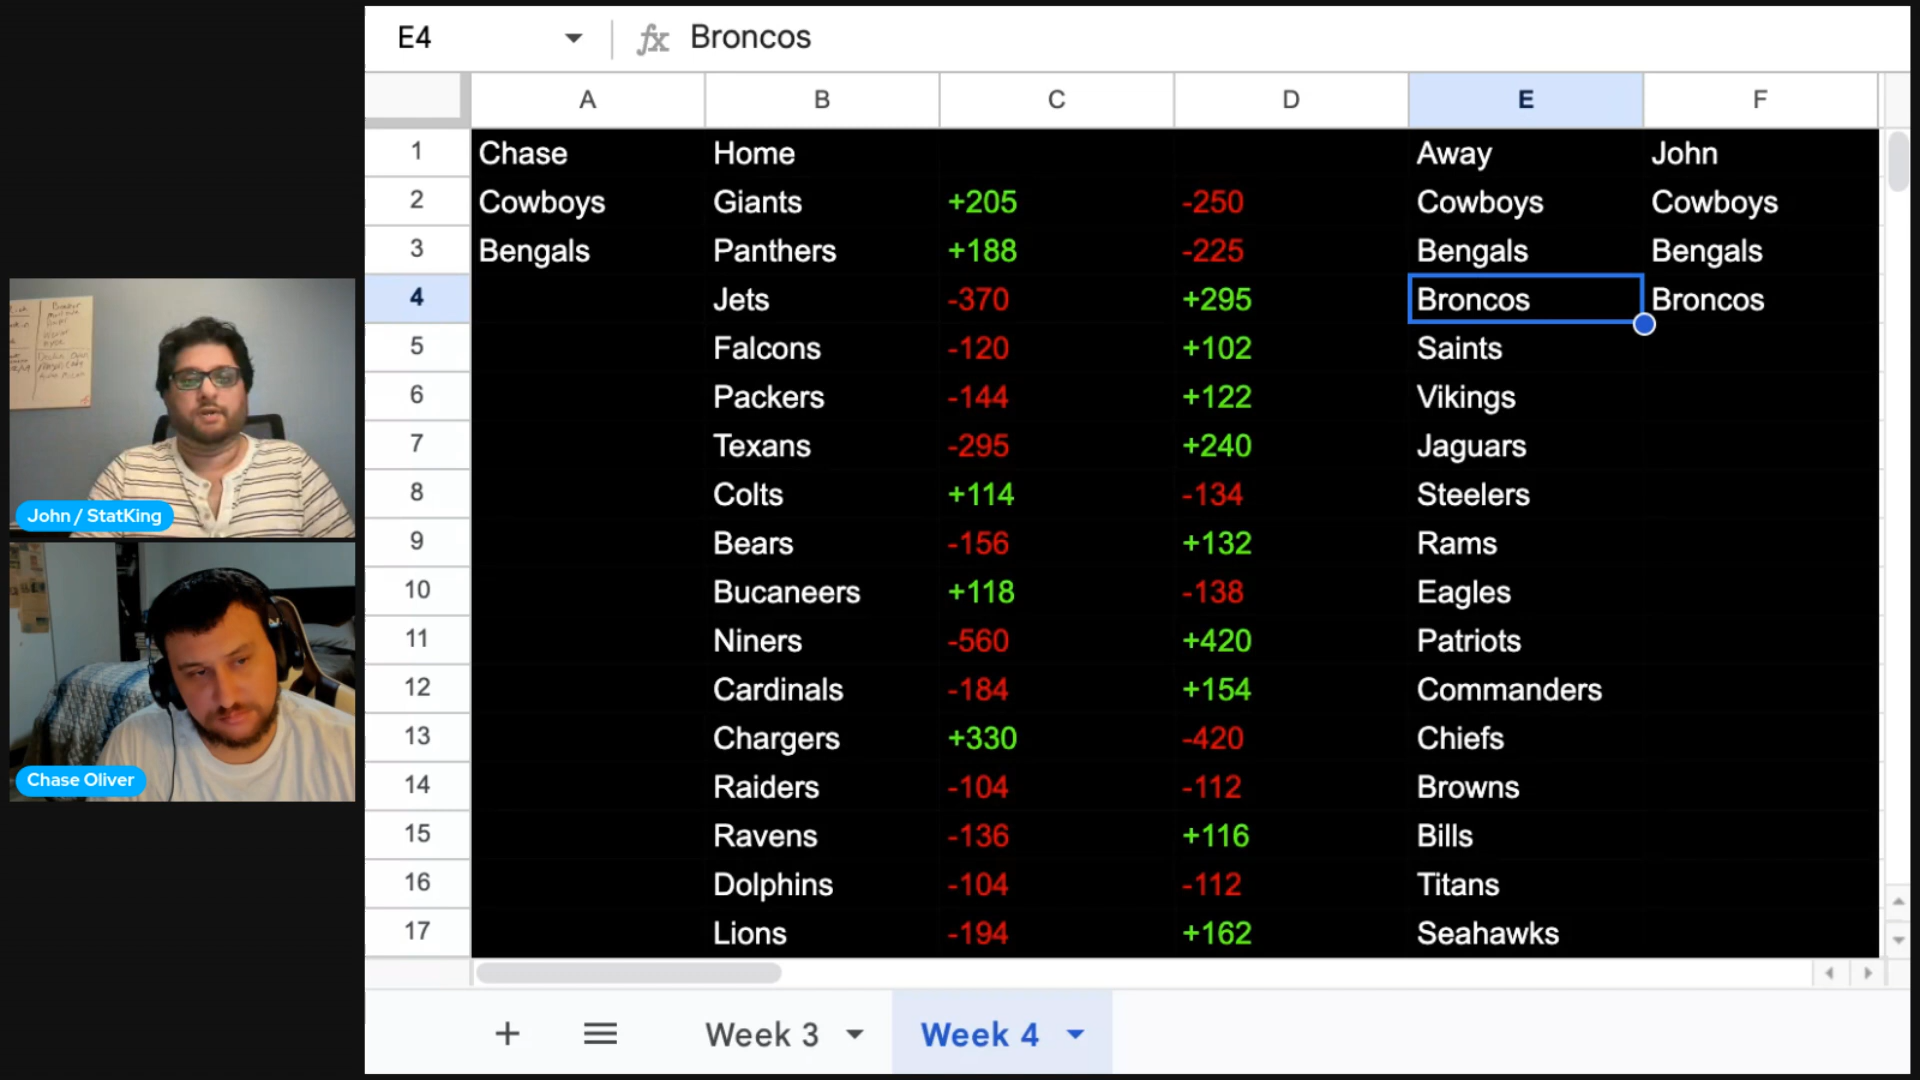 E4 fx Broncos
A B C D E F
1 Chase Home Away John
2 Cowboys Giants +205 -250 Cowboys Cowboys
3 Bengals Panthers +188 -225 Bengals Bengals
4 Jets -370 +295 Broncos Broncos
5 Falcons -120 +102 Saints
6 Packers -144 +122 Vikings
7 Texans -295 +240 Jaguars
8 Colts +114 -134 Steelers
9 Bears -156 +132 Rams
10 Bucaneers +118 -138 Eagles
11 Niners -560 +420 Patriots
12 Cardinals -184 +154 Commanders
13 Chargers +330 -420 Chiefs
14 Raiders -104 -112 Browns
15 Ravens -136 +116 Bills
16 Dolphins -104 -112 Titans
17 Lions -194 +162 Seahawks
Week 3 Week 4
John / StatKing
Chase Oliver